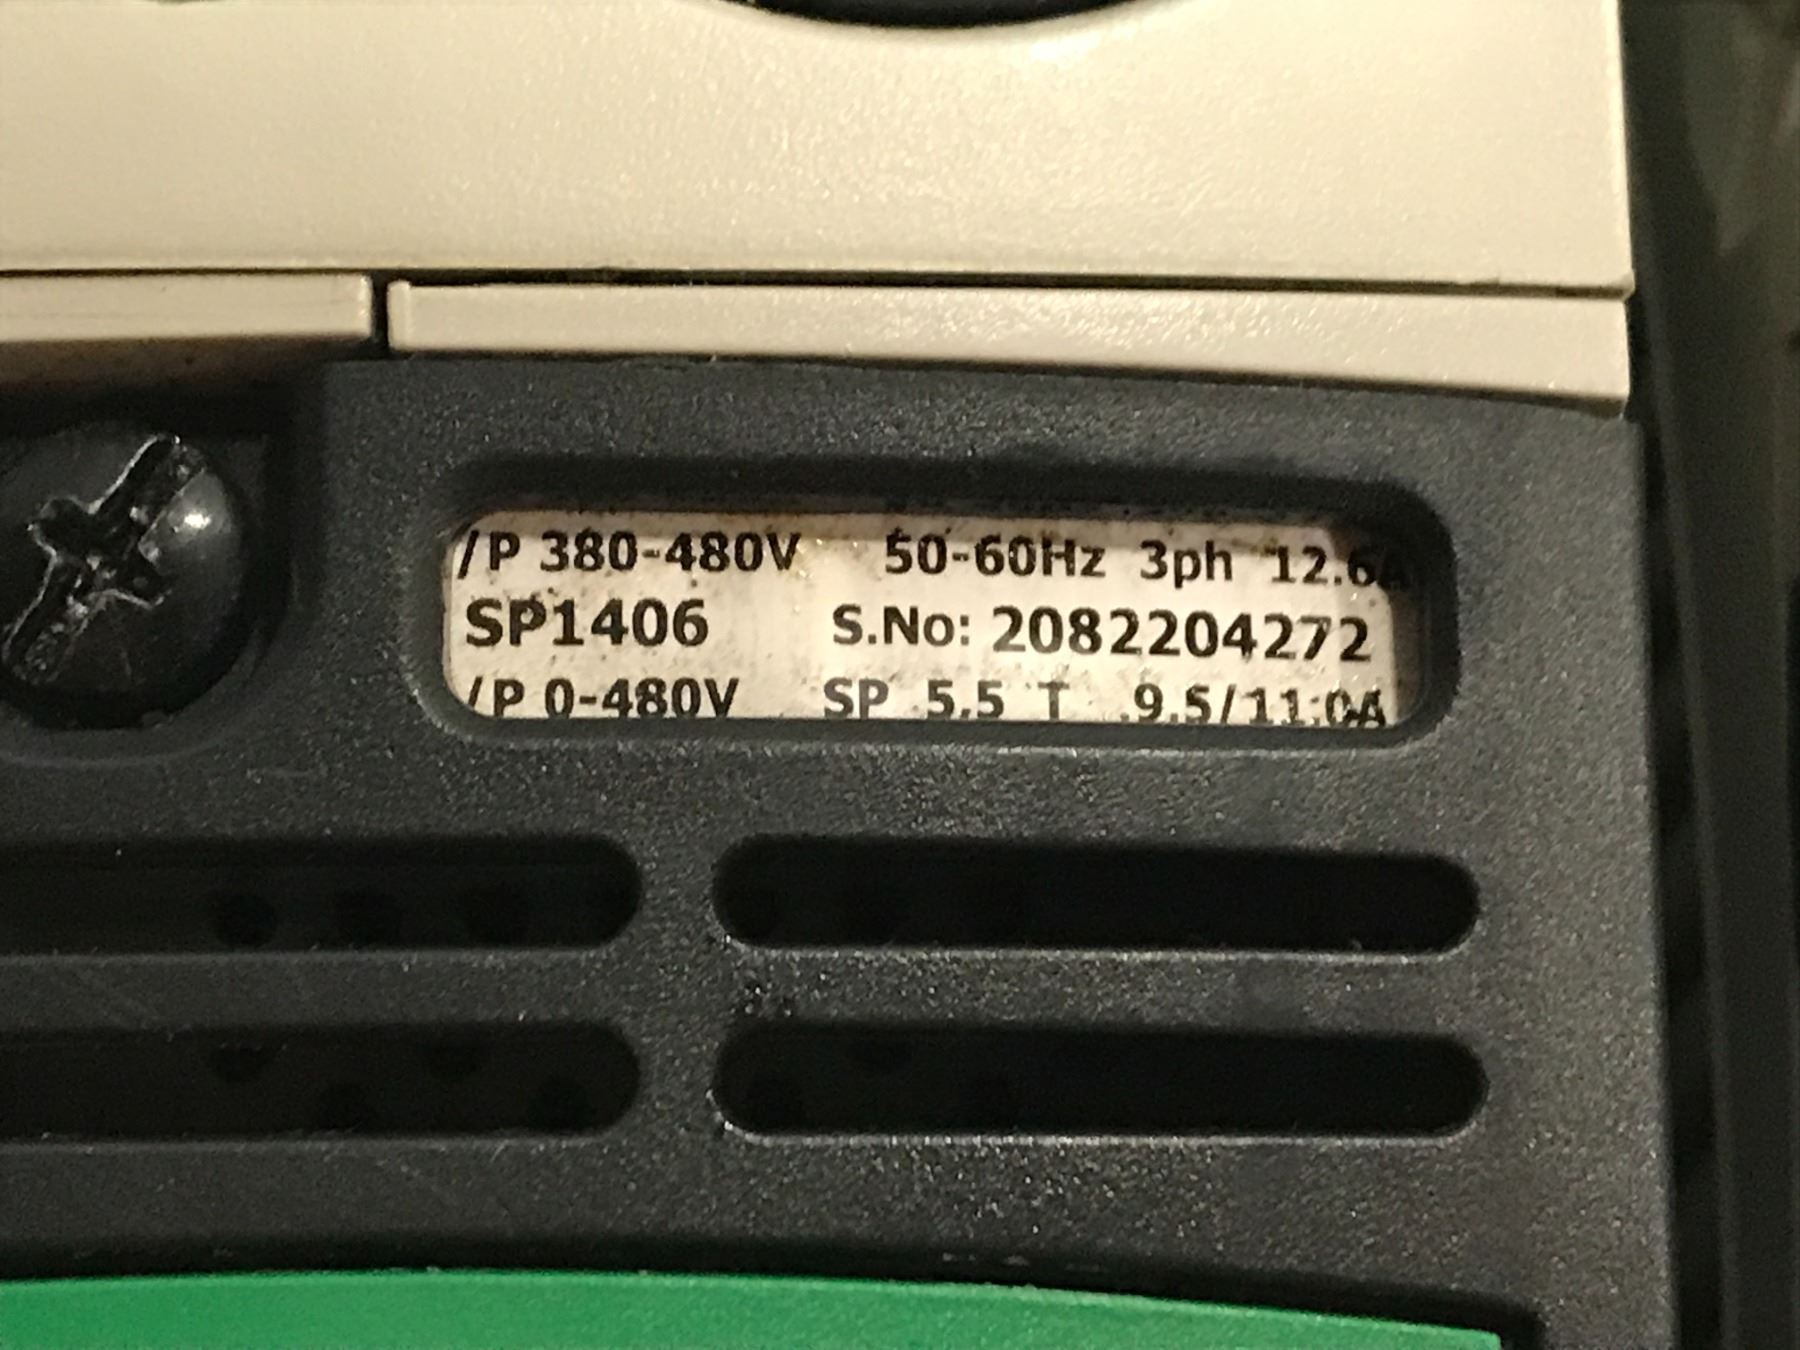 /P 380-480V 50-60Hz 3ph 12.6A
SP1406 S.No: 2082204272
/P 0-480V SP 5.5 T 9.5/11.0A